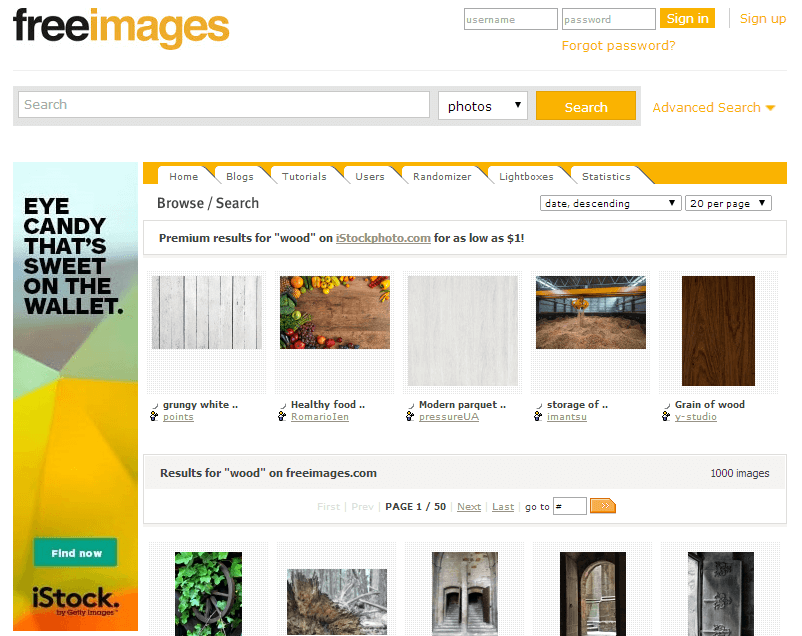 freeimages
username password Sign in Sign up
Forgot password?
Search photos Search Advanced Search
EYE
CANDY
THAT'S
SWEET
ON THE
WALLET.
Find now
iStock.
by Getty Images™
Home Blogs Tutorials Users Randomizer Lightboxes Statistics
Browse / Search date, descending 20 per page
Premium results for "wood" on iStockphoto.com for as low as $1!
grungy white .. Healthy food .. Modern parquet .. storage of .. Grain of wood
points RomarioIen pressureUA imantsu y-studio
Results for "wood" on freeimages.com 1000 images
First | Prev | PAGE 1 / 50 | Next | Last | go to #